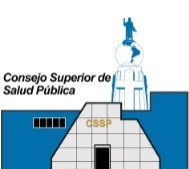 Consejo Superior de
Salud Pública
CSSP